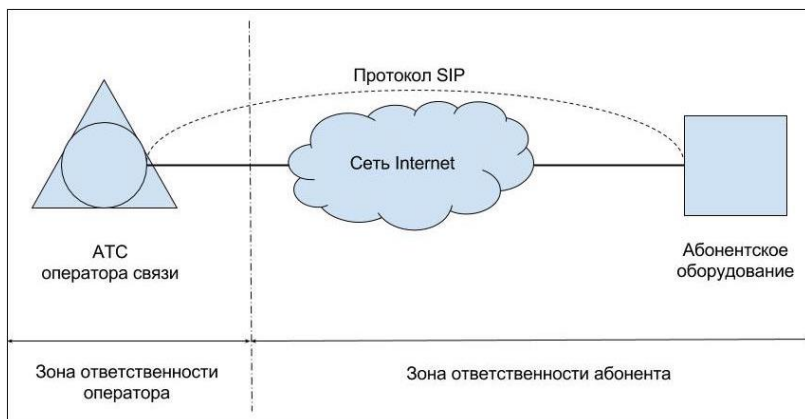 Протокол SIP
Сеть Internet
АТС
оператора связи
Абонентское
оборудование
Зона ответственности
оператора
Зона ответственности абонента